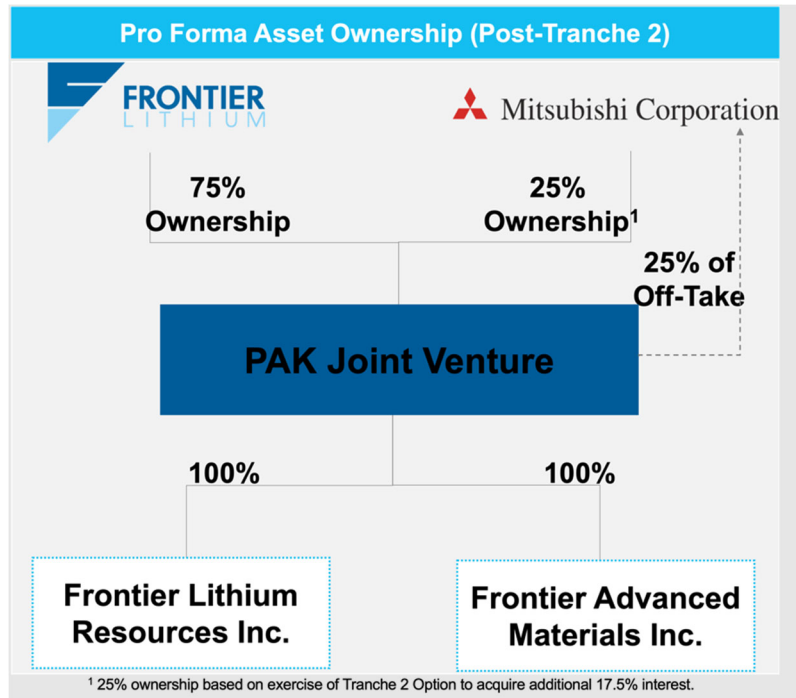 Pro Forma Asset Ownership (Post-Tranche 2)
FRONTIER
LITHIUM
Mitsubishi Corporation
75%
Ownership
25%
Ownership¹
25% of
Off-Take
PAK Joint Venture
100%
100%
Frontier Lithium
Resources Inc.
Frontier Advanced
Materials Inc.
¹ 25% ownership based on exercise of Tranche 2 Option to acquire additional 17.5% interest.